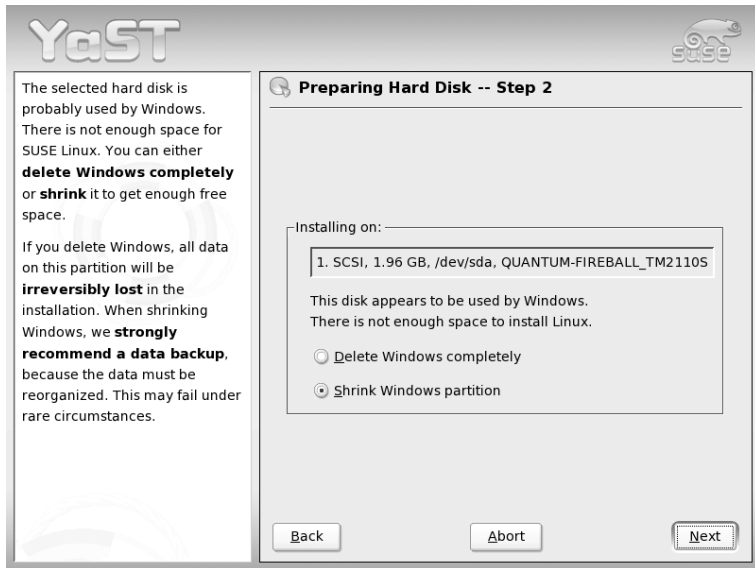 YaST
SUSE
The selected hard disk is
probably used by Windows.
There is not enough space for
SUSE Linux. You can either
delete Windows completely
or shrink it to get enough free
space.
If you delete Windows, all data
on this partition will be
irreversibly lost in the
installation. When shrinking
Windows, we strongly
recommend a data backup,
because the data must be
reorganized. This may fail under
rare circumstances.
Preparing Hard Disk -- Step 2
Installing on:
1. SCSI, 1.96 GB, /dev/sda, QUANTUM-FIREBALL_TM2110S
This disk appears to be used by Windows.
There is not enough space to install Linux.
Delete Windows completely
Shrink Windows partition
Back
Abort
Next